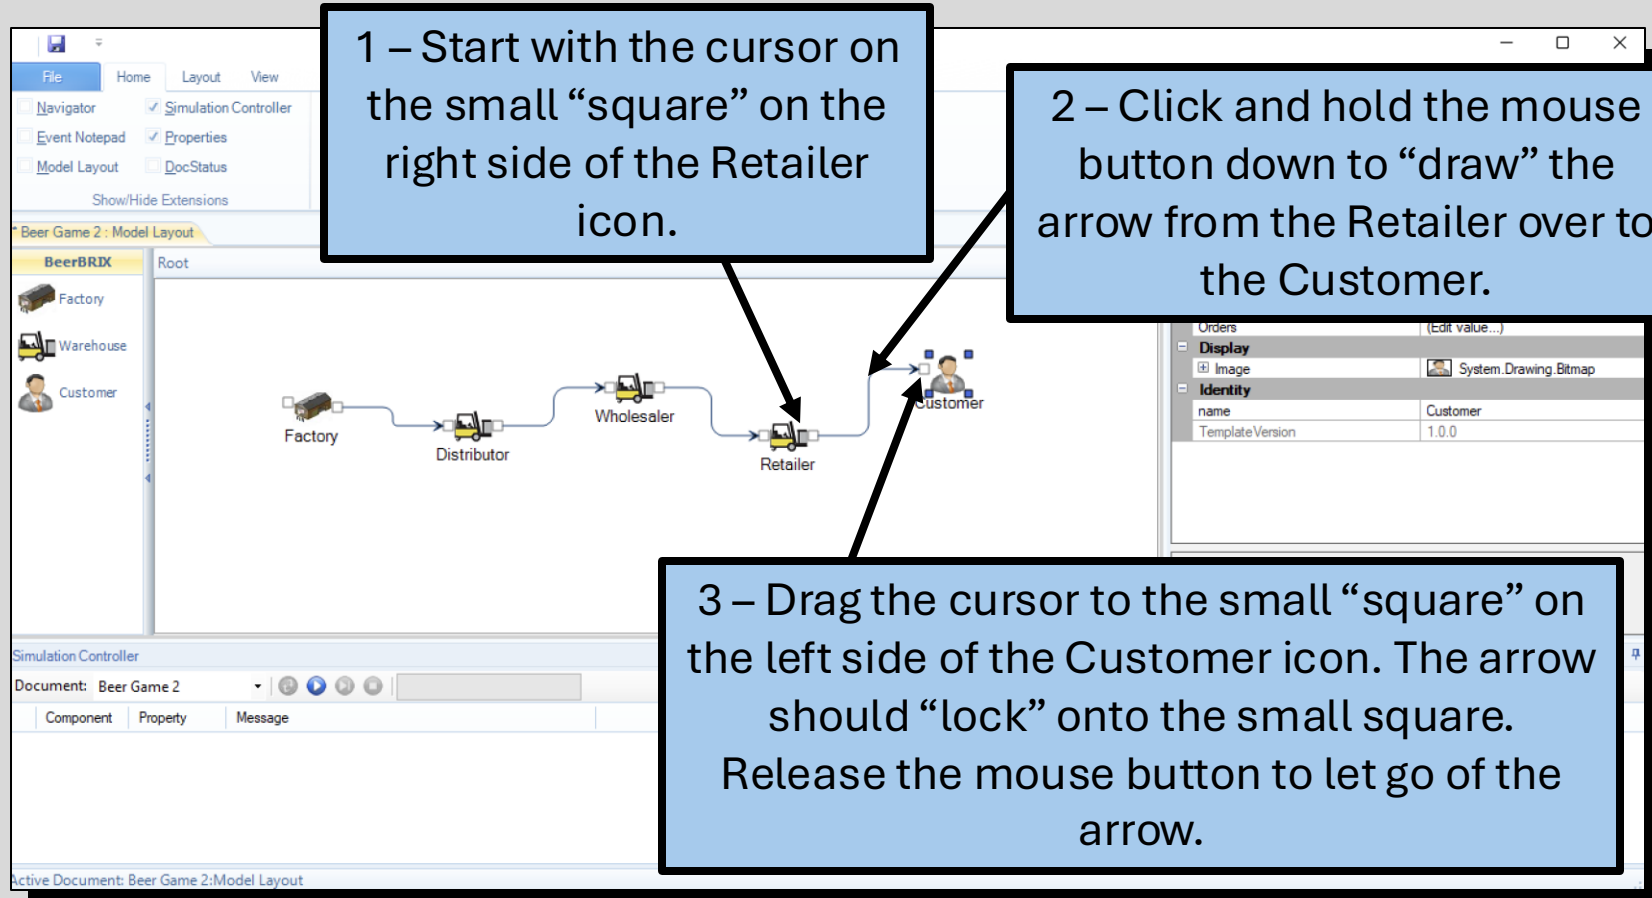 1 – Start with the cursor on
the small “square” on the
right side of the Retailer
icon.
2 – Click and hold the mouse
button down to “draw” the
arrow from the Retailer over to
the Customer.
File Home Layout View
Navigator Simulation Controller
Event Notepad Properties
Model Layout DocStatus
Show/Hide Extensions
* Beer Game 2 : Model Layout
BeerBRIX
Root
Factory
Warehouse
Customer
Factory
Distributor
Wholesaler
Retailer
Customer
Orders (Edit value...)
Display
Image System.Drawing.Bitmap
Identity
name Customer
TemplateVersion 1.0.0
3 – Drag the cursor to the small “square” on
the left side of the Customer icon. The arrow
should “lock” onto the small square.
Release the mouse button to let go of the
arrow.
Simulation Controller
Document: Beer Game 2
Component Property Message
Active Document: Beer Game 2:Model Layout